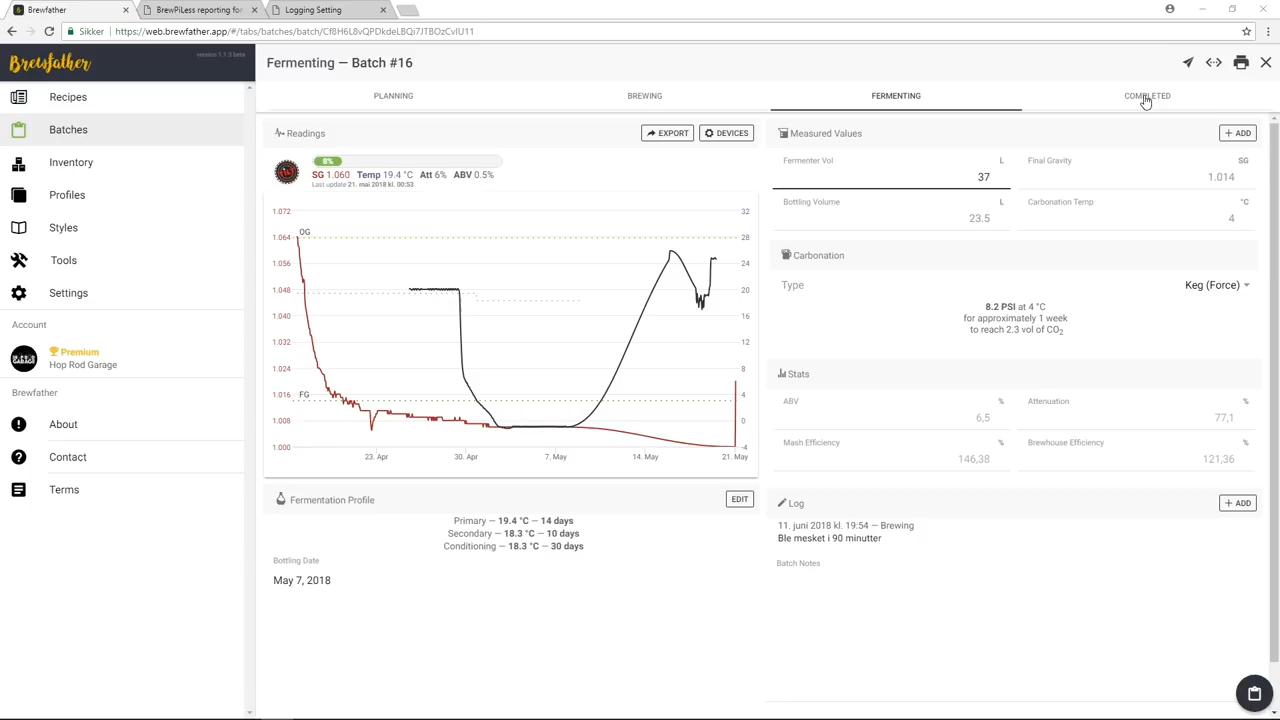 Brewfather
BrewPiLess reporting for
Logging Setting
Sikker
https://web.brewfather.app/#/tabs/batches/batch/Cf8H6L8vQPDkdeLBQi7JTBOzCvIU11
Brewfather
version 1.1.3 beta
Fermenting — Batch #16
Recipes
Batches
Inventory
Profiles
Styles
Tools
Settings
Account
Premium
Hop Rod Garage
Brewfather
About
Contact
Terms
PLANNING
BREWING
FERMENTING
COMPLETED
Readings
EXPORT
DEVICES
8%
SG 1.060 Temp 19.4 °C Att 6% ABV 0.5%
Last update 21. mai 2018 kl. 00:53
1.072
1.064
1.056
1.048
1.040
1.032
1.024
1.016
1.008
1.000
OG
FG
32
28
24
20
16
12
8
4
0
-4
23. Apr
30. Apr
7. May
14. May
21. May
Fermentation Profile
EDIT
Primary — 19.4 °C — 14 days
Secondary — 18.3 °C — 10 days
Conditioning — 18.3 °C — 30 days
Bottling Date
May 7, 2018
Measured Values
+ ADD
Fermenter Vol L
37
Final Gravity SG
1.014
Bottling Volume L
23.5
Carbonation Temp °C
4
Carbonation
Type
Keg (Force)
8.2 PSI at 4 °C
for approximately 1 week
to reach 2.3 vol of CO2
Stats
ABV %
6,5
Attenuation %
77,1
Mash Efficiency %
146,38
Brewhouse Efficiency %
121,36
Log
+ ADD
11. juni 2018 kl. 19:54 — Brewing
Ble mesket i 90 minutter
Batch Notes